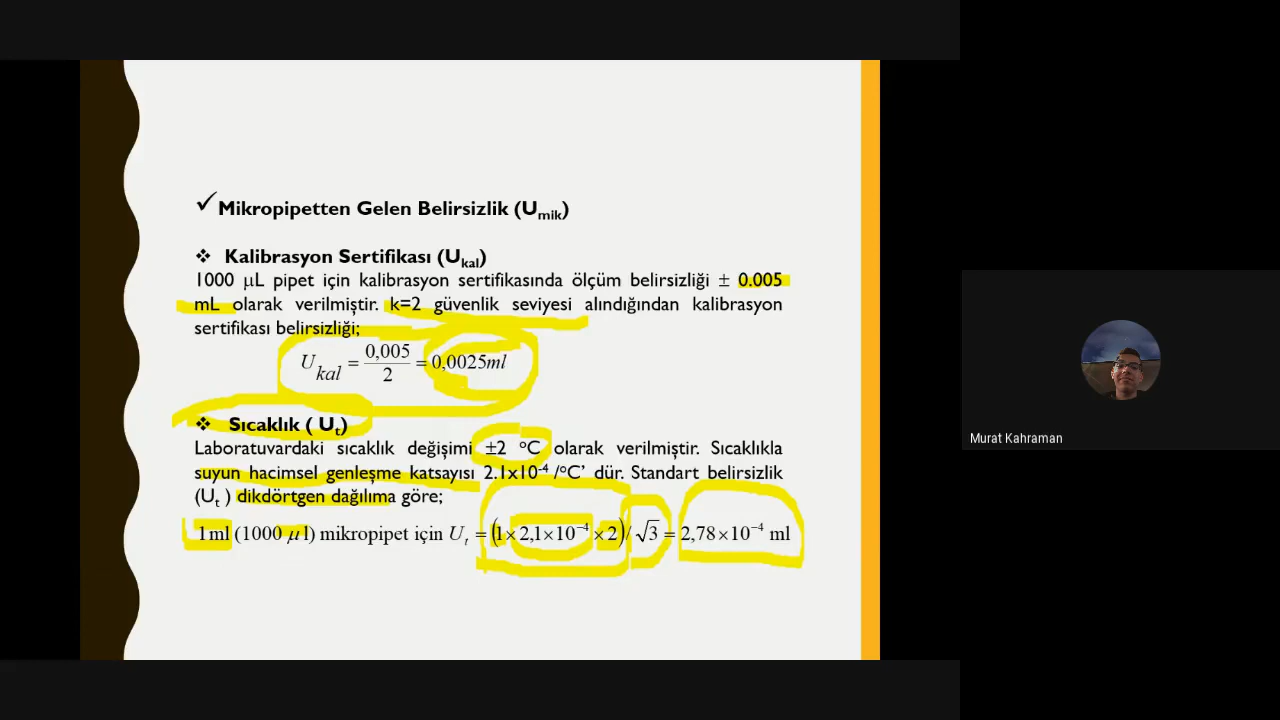 ✓Mikropipetten Gelen Belirsizlik (Umik)
❖ Kalibrasyon Sertifikası (Ukal)
1000 μL pipet için kalibrasyon sertifikasında ölçüm belirsizliği ± 0.005
mL olarak verilmiştir. k=2 güvenlik seviyesi alındığından kalibrasyon
sertifikası belirsizliği;
U kal = 0,005 / 2 = 0,0025ml
❖ Sıcaklık ( Ut)
Laboratuvardaki sıcaklık değişimi ±2 °C olarak verilmiştir. Sıcaklıkla
suyun hacimsel genleşme katsayısı 2.1x10⁻⁴ /°C’ dür. Standart belirsizlik
(Ut ) dikdörtgen dağılıma göre;
1ml (1000 μl) mikropipet için Ut = (1×2,1×10⁻⁴×2)/√3 = 2,78×10⁻⁴ ml
Murat Kahraman